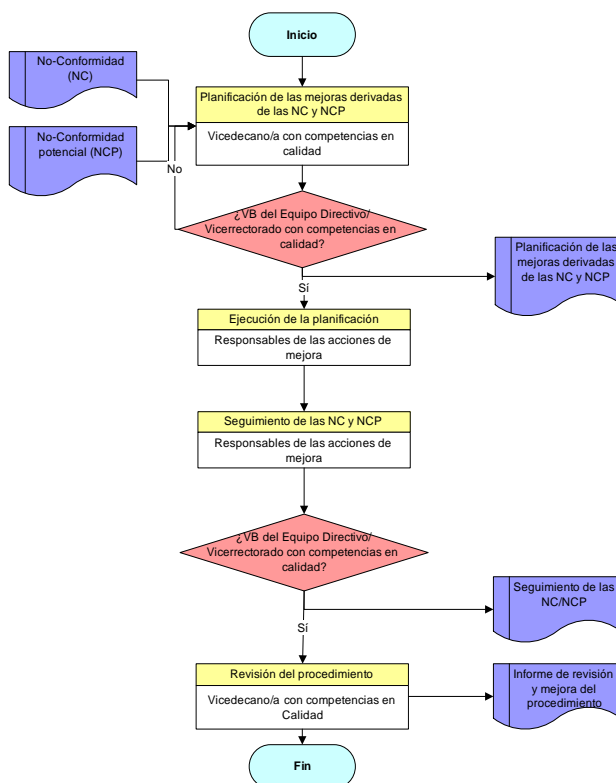 Inicio
No-Conformidad
(NC)
Planificación de las mejoras derivadas
de las NC y NCP
Vicedecano/a con competencias en
calidad
No-Conformidad
potencial (NCP)
No
¿VB del Equipo Directivo/
Vicerrectorado con competencias en
calidad?
Planificación de las
mejoras derivadas
de las NC y NCP
Sí
Ejecución de la planificación
Responsables de las acciones de
mejora
Seguimiento de las NC y NCP
Responsables de las acciones de
mejora
¿VB del Equipo Directivo/
Vicerrectorado con competencias en
calidad?
Seguimiento de las
NC/NCP
Sí
Revisión del procedimiento
Vicedecano/a con competencias en
Calidad
Informe de revisión
y mejora del
procedimiento
Fin